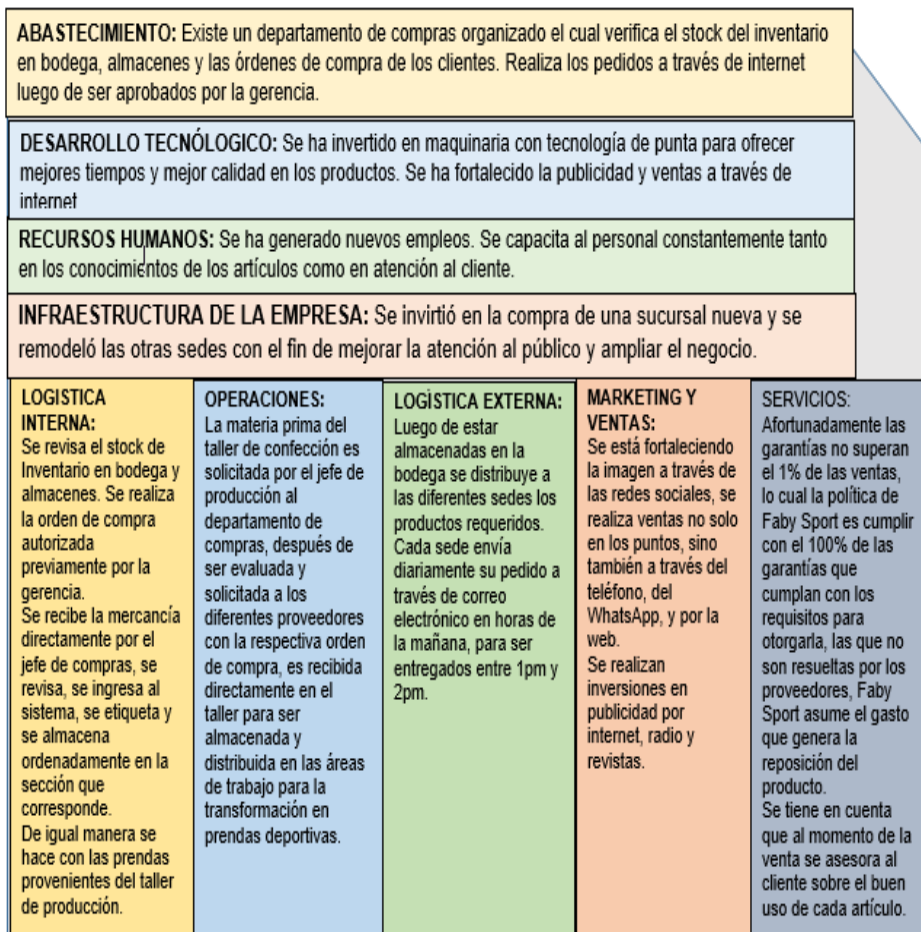 ABASTECIMIENTO: Existe un departamento de compras organizado el cual verifica el stock del inventario
en bodega, almacenes y las órdenes de compra de los clientes. Realiza los pedidos a través de internet
luego de ser aprobados por la gerencia.
DESARROLLO TECNÓLOGICO: Se ha invertido en maquinaria con tecnología de punta para ofrecer
mejores tiempos y mejor calidad en los productos. Se ha fortalecido la publicidad y ventas a través de
internet
RECURSOS HUMANOS: Se ha generado nuevos empleos. Se capacita al personal constantemente tanto
en los conocimientos de los artículos como en atención al cliente.
INFRAESTRUCTURA DE LA EMPRESA: Se invirtió en la compra de una sucursal nueva y se
remodeló las otras sedes con el fin de mejorar la atención al público y ampliar el negocio.
LOGISTICA
INTERNA:
Se revisa el stock de
Inventario en bodega y
almacenes. Se realiza
la orden de compra
autorizada
previamente por la
gerencia.
Se recibe la mercancía
directamente por el
jefe de compras, se
revisa, se ingresa al
sistema, se etiqueta y
se almacena
ordenadamente en la
sección que
corresponde.
De igual manera se
hace con las prendas
provenientes del taller
de producción.
OPERACIONES:
La materia prima del
taller de confección es
solicitada por el jefe de
producción al
departamento de
compras, después de
ser evaluada y
solicitada a los
diferentes proveedores
con la respectiva orden
de compra, es recibida
directamente en el
taller para ser
almacenada y
distribuida en las áreas
de trabajo para la
transformación en
prendas deportivas.
LOGÍSTICA EXTERNA:
Luego de estar
almacenadas en la
bodega se distribuye a
las diferentes sedes los
productos requeridos.
Cada sede envía
diariamente su pedido a
través de correo
electrónico en horas de
la mañana, para ser
entregados entre 1pm y
2pm.
MARKETING Y
VENTAS:
Se está fortaleciendo
la imagen a través de
las redes sociales, se
realiza ventas no solo
en los puntos, sino
también a través del
teléfono, del
WhatsApp, y por la
web.
Se realizan
inversiones en
publicidad por
internet, radio y
revistas.
SERVICIOS:
Afortunadamente las
garantías no superan
el 1% de las ventas,
lo cual la política de
Faby Sport es cumplir
con el 100% de las
garantías que
cumplan con los
requisitos para
otorgarla, las que no
son resueltas por los
proveedores, Faby
Sport asume el gasto
que genera la
reposición del
producto.
Se tiene en cuenta
que al momento de la
venta se asesora al
cliente sobre el buen
uso de cada artículo.